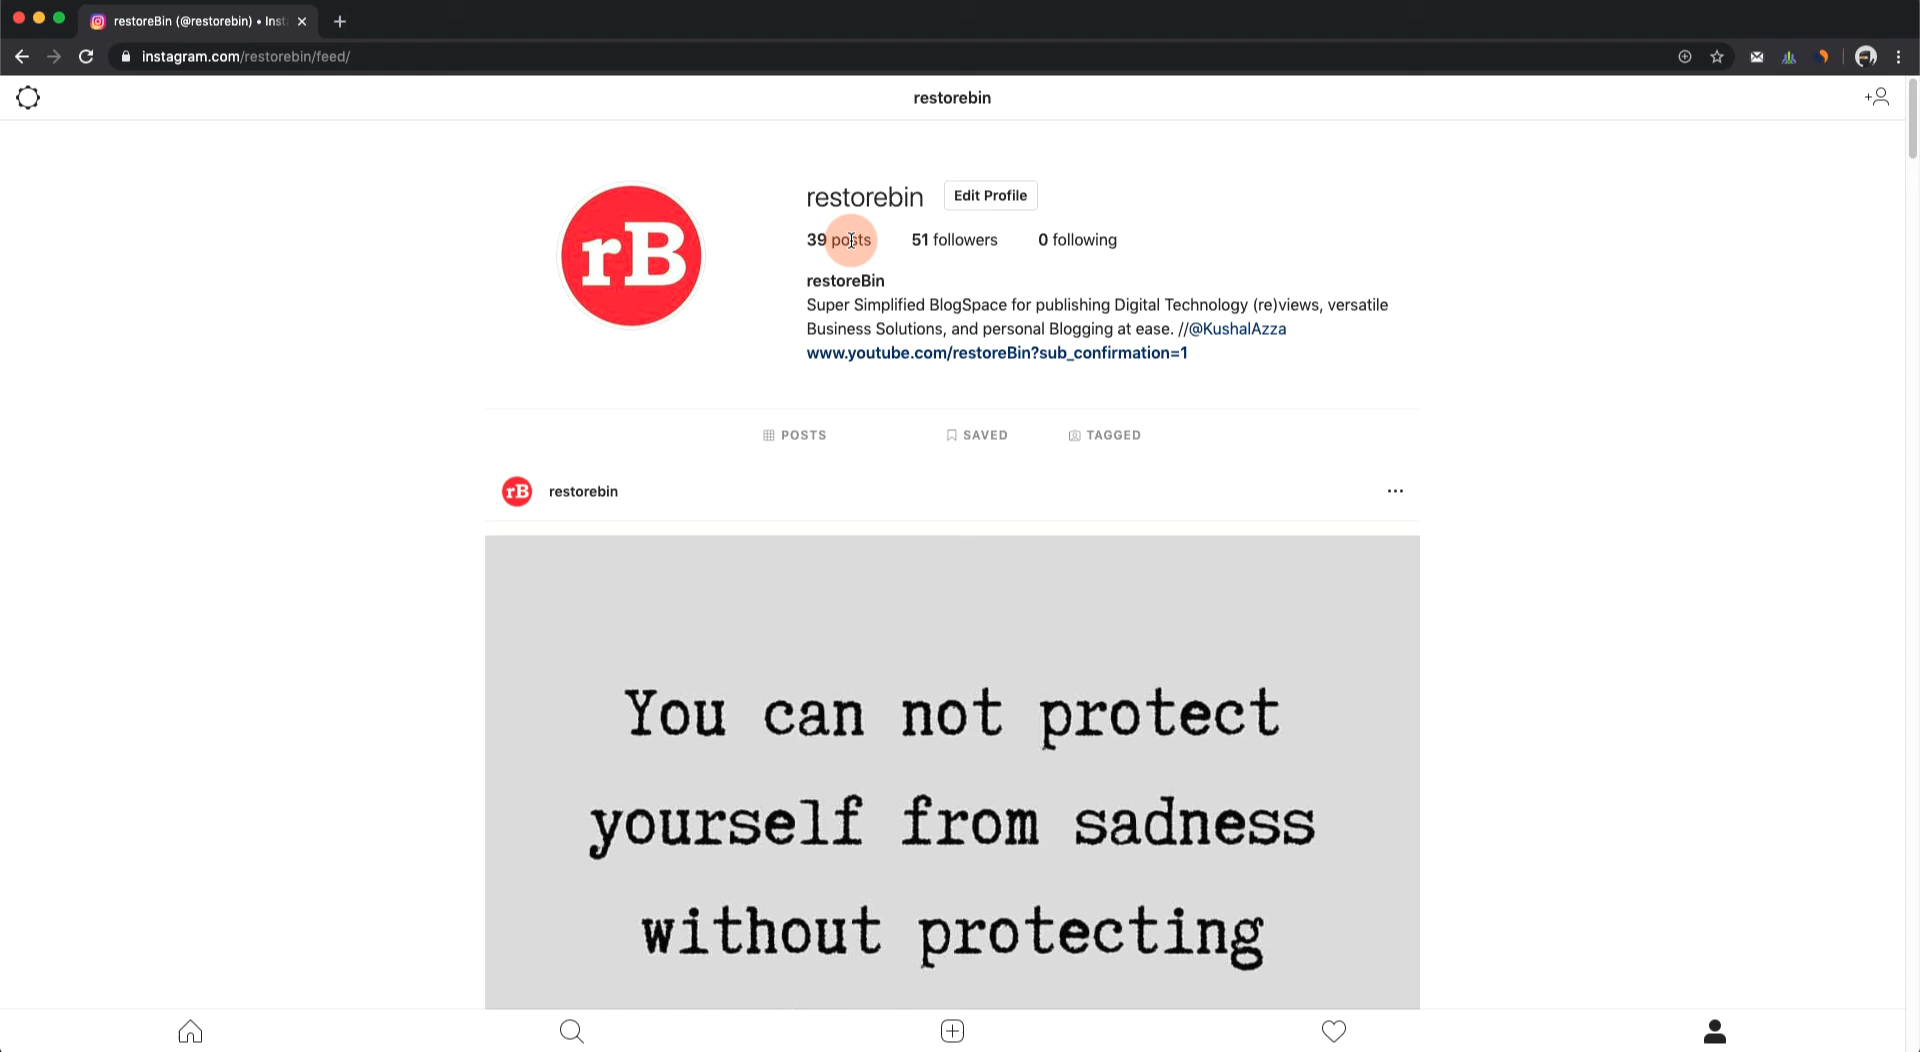 restoreBin (@restorebin) • Inst
instagram.com/restorebin/feed/
restorebin
rB
restorebin
Edit Profile
39 posts
51 followers
0 following
restoreBin
Super Simplified BlogSpace for publishing Digital Technology (re)views, versatile
Business Solutions, and personal Blogging at ease. //@KushalAzza
www.youtube.com/restoreBin?sub_confirmation=1
POSTS
SAVED
TAGGED
rB
restorebin
You can not protect
yourself from sadness
without protecting